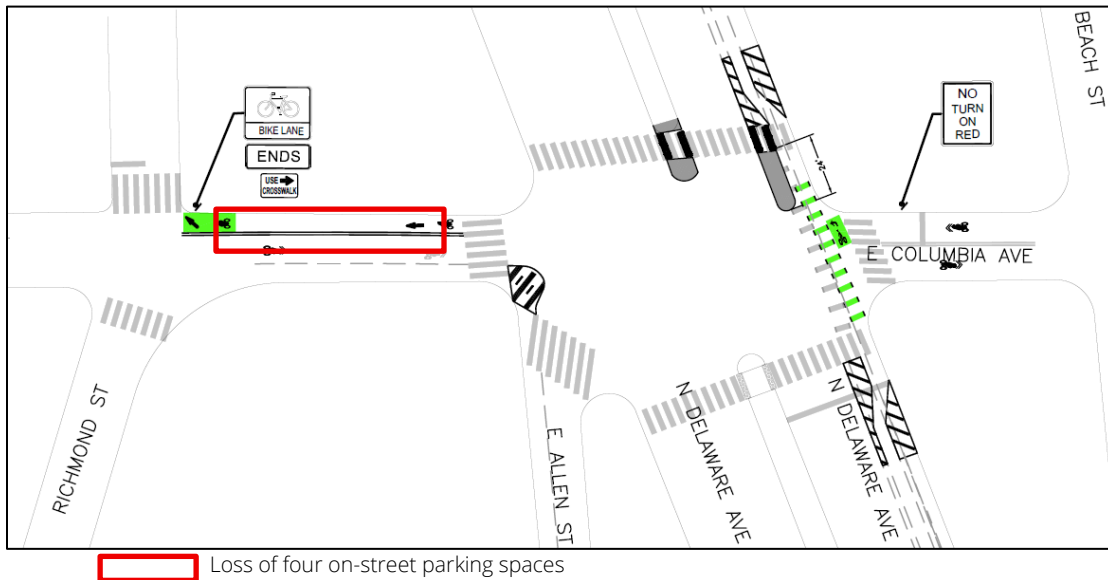 BIKE LANE
ENDS
USE
CROSSWALK
NO
TURN
ON
RED
BEACH ST
24'
E COLUMBIA AVE
RICHMOND ST
E ALLEN ST
N DELAWARE AVE
N DELAWARE AVE
Loss of four on-street parking spaces